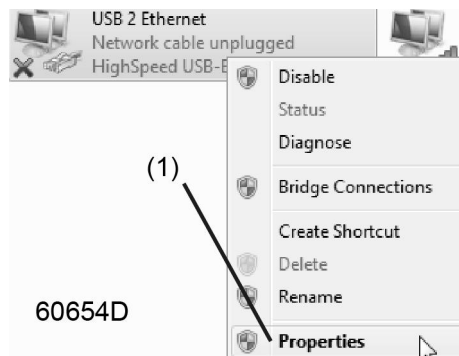 USB 2 Ethernet
Network cable unplugged
HighSpeed USB-E
Disable
Status
Diagnose
(1)
Bridge Connections
Create Shortcut
Delete
Rename
60654D
Properties